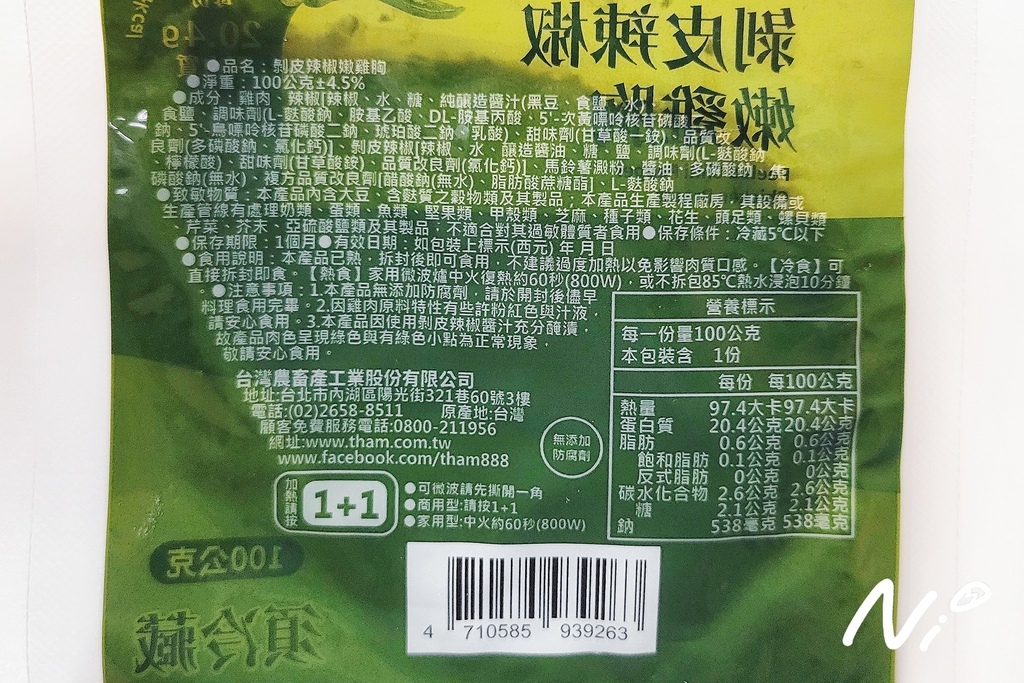 剝皮辣椒
嫩雞胸
kcal
20.4g
●品名：剝皮辣椒嫩雞胸
●淨重：100公克±4.5%
●成分：雞肉、辣椒[辣椒、水、糖、純釀造醬汁(黑豆、食鹽、水)、
食鹽、調味劑(L-麩酸鈉、胺基乙酸、DL-胺基丙酸、5'-次黃嘌呤核苷磷酸二
鈉、5'-鳥嘌呤核苷磷酸二鈉、琥珀酸二鈉、乳酸)、甜味劑(甘草酸一銨)、品質改
良劑(多磷酸鈉、氯化鈣)]、剝皮辣椒[辣椒、水、釀造醬油、糖、鹽、調味劑(L-麩酸鈉、
檸檬酸)、甜味劑(甘草酸銨)、品質改良劑(氯化鈣)]、馬鈴薯澱粉、醬油、多磷酸鈉、焦
磷酸鈉(無水)、複方品質改良劑[醋酸鈉(無水)、脂肪酸蔗糖酯]、L-麩酸鈉
●致敏物質：本產品內含大豆、含麩質之穀物類及其製品；本產品生產製程廠房，其設備或
生產管線有處理奶類、蛋類、魚類、堅果類、甲殼類、芝麻、種子類、花生、頭足類、螺貝類
、芹菜、芥末、亞硫酸鹽類及其製品，不適合對其過敏體質者食用●保存條件：冷藏5℃以下
●保存期限：1個月●有效日期：如包裝上標示(西元) 年 月 日
●食用說明：本產品已熟，拆封後即可食用，不建議過度加熱以免影響肉質口感。【冷食】可
直接拆封即食。【熱食】家用微波爐中火復熱約60秒(800W)，或不拆包85℃熱水浸泡10分鐘
。●注意事項：1.本產品無添加防腐劑，請於開封後儘早
料理食用完畢。2.因雞肉原料特性有些許粉紅色與汁液，
請安心食用。3.本產品因使用剝皮辣椒醬汁充分醃漬，
故產品肉色呈現綠色與有綠色小點為正常現象，
敬請安心食用。
台灣農畜產工業股份有限公司
地址:台北市內湖區陽光街321巷60號3樓
電話:(02)2658-8511 原產地:台灣
顧客免費服務電話:0800-211956
網址:www.tham.com.tw
www.facebook.com/tham888
無添加
防腐劑
加熱請按
1+1
●可微波請先撕開一角
●商用型:請按1+1
●家用型:中火約60秒(800W)
營養標示
每一份量100公克
本包裝含 1份
每份 每100公克
熱量 97.4大卡 97.4大卡
蛋白質 20.4公克 20.4公克
脂肪 0.6公克 0.6公克
飽和脂肪 0.1公克 0.1公克
反式脂肪 0公克 0公克
碳水化合物 2.6公克 2.6公克
糖 2.1公克 2.1公克
鈉 538毫克 538毫克
100公克
須冷藏
4 710585 939263
Ni